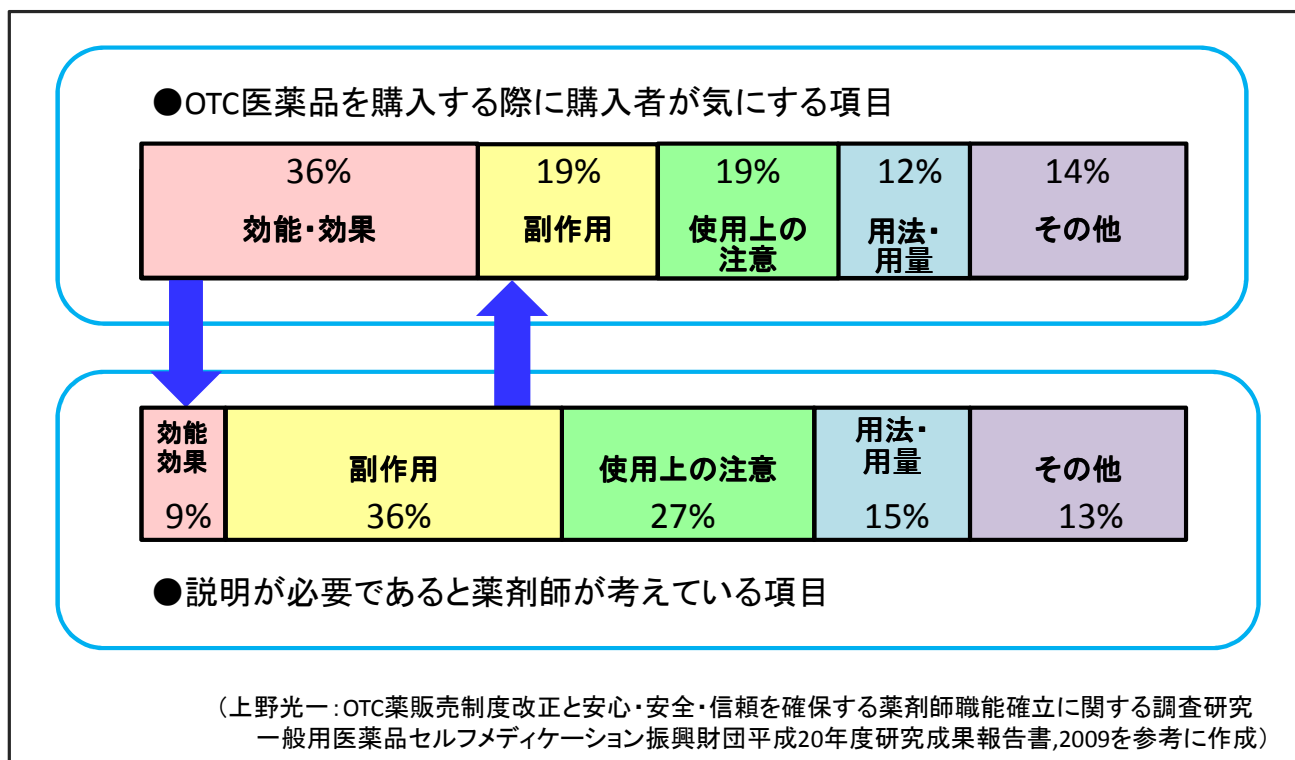 ●OTC医薬品を購入する際に購入者が気にする項目
36%
効能・効果
19%
副作用
19%
使用上の
注意
12%
用法・
用量
14%
その他
効能
効果
9%
副作用
36%
使用上の注意
27%
用法・
用量
15%
その他
13%
●説明が必要であると薬剤師が考えている項目
(上野光一:OTC薬販売制度改正と安心・安全・信頼を確保する薬剤師職能確立に関する調査研究
一般用医薬品セルフメディケーション振興財団平成20年度研究成果報告書,2009を参考に作成)